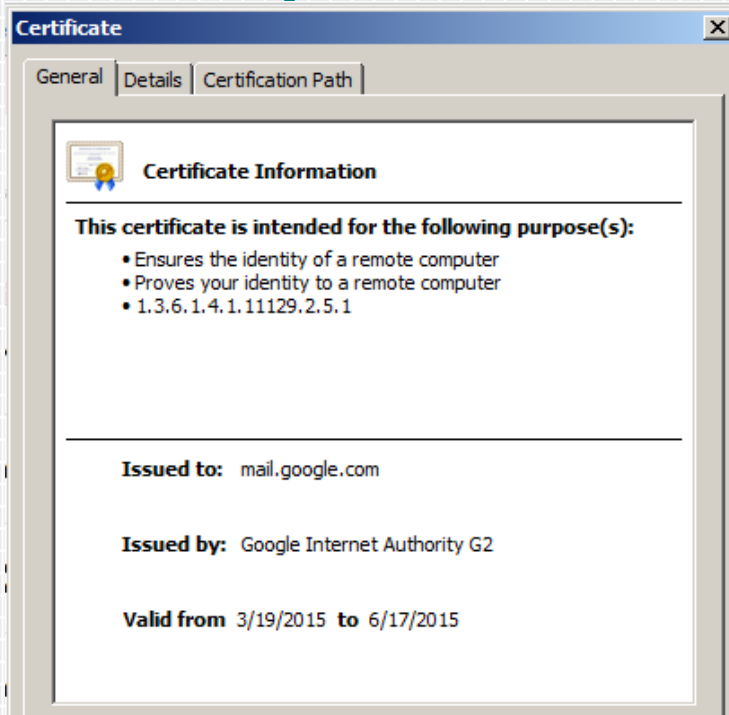 Certificate
General Details Certification Path
Certificate Information
This certificate is intended for the following purpose(s):
• Ensures the identity of a remote computer
• Proves your identity to a remote computer
• 1.3.6.1.4.1.11129.2.5.1
Issued to: mail.google.com
Issued by: Google Internet Authority G2
Valid from 3/19/2015 to 6/17/2015